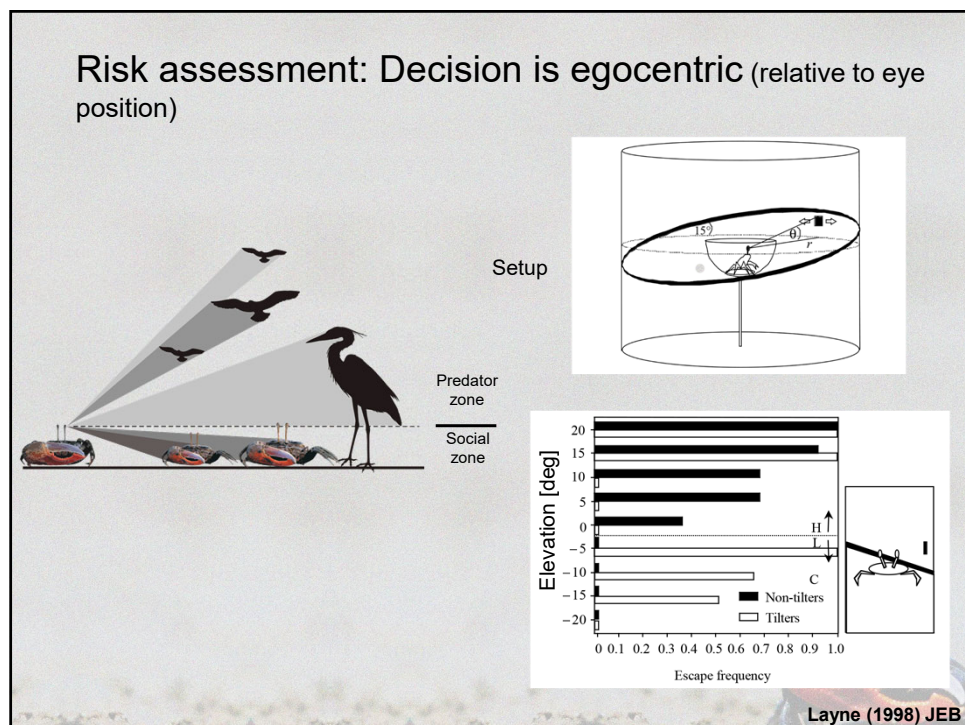 Risk assessment: Decision is egocentric (relative to eye
position)
Setup
15°
θ
r
Predator
zone
Social
zone
Elevation [deg]
20
15
10
5
0
−5
−10
−15
−20
H
L
C
Non-tilters
Tilters
0 0.1 0.2 0.3 0.4 0.5 0.6 0.7 0.8 0.9 1.0
Escape frequency
Layne (1998) JEB